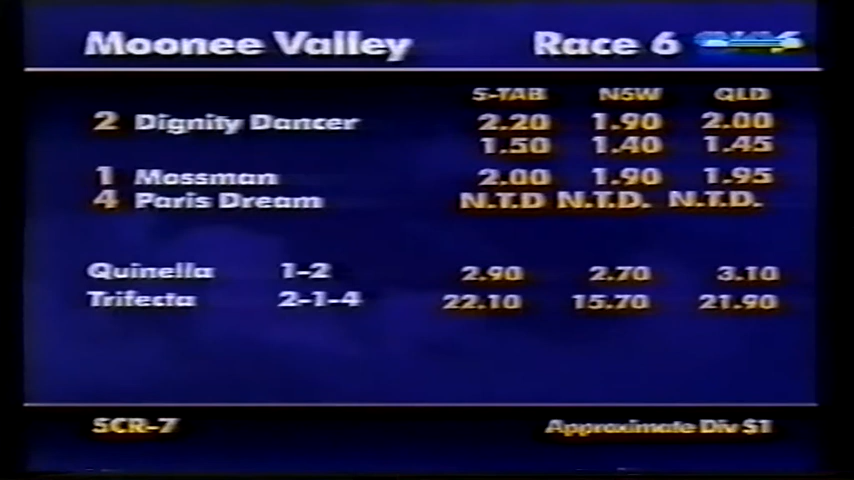 Moonee Valley Race 6
S-TAB NSW QLD
2 Dignity Dancer 2.20 1.90 2.00
1.50 1.40 1.45
1 Mossman 2.00 1.90 1.95
4 Paris Dream N.T.D N.T.D. N.T.D.
Quinella 1-2 2.90 2.70 3.10
Trifecta 2-1-4 22.10 15.70 21.90
SCR-7 Approximate Div $1